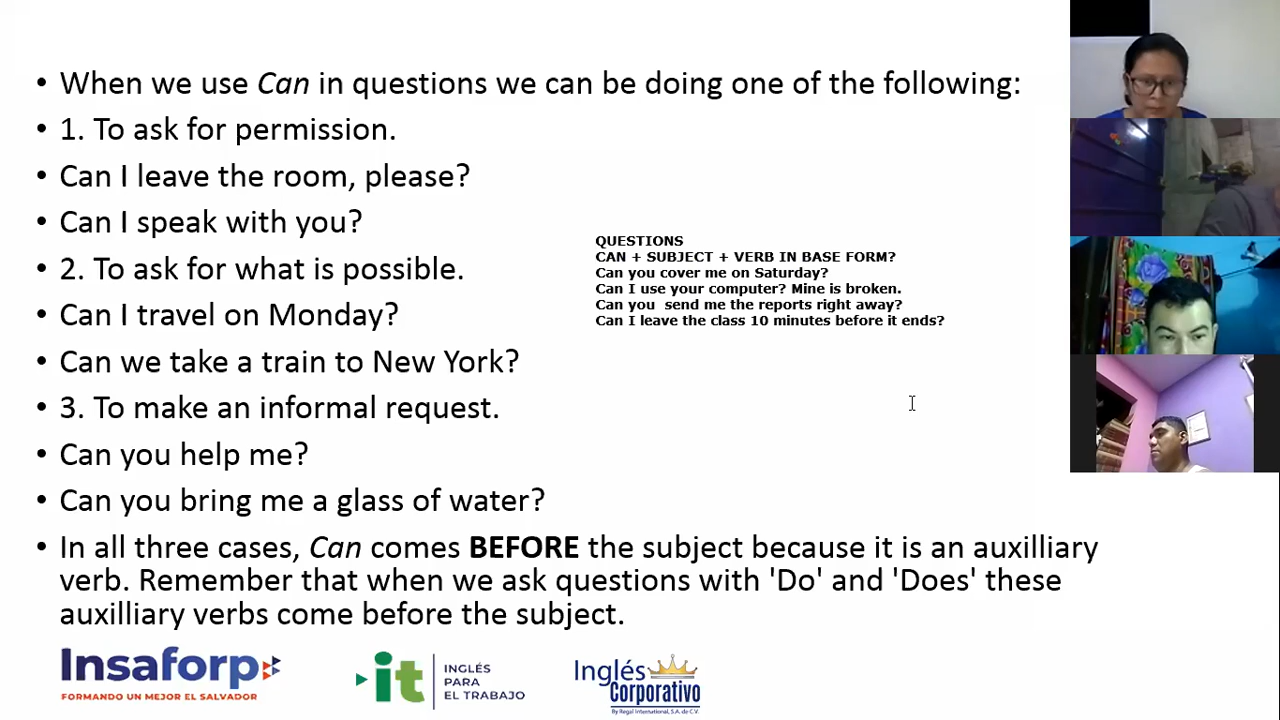 • When we use Can in questions we can be doing one of the following:
• 1. To ask for permission.
• Can I leave the room, please?
• Can I speak with you?
• 2. To ask for what is possible.
• Can I travel on Monday?
• Can we take a train to New York?
• 3. To make an informal request.
• Can you help me?
• Can you bring me a glass of water?
• In all three cases, Can comes BEFORE the subject because it is an auxilliary
verb. Remember that when we ask questions with 'Do' and 'Does' these
auxilliary verbs come before the subject.
QUESTIONS
CAN + SUBJECT + VERB IN BASE FORM?
Can you cover me on Saturday?
Can I use your computer? Mine is broken.
Can you  send me the reports right away?
Can I leave the class 10 minutes before it ends?
Insaforp
FORMANDO UN MEJOR EL SALVADOR
it
INGLÉS
PARA
EL TRABAJO
Inglés
Corporativo
By Regal International, S.A. de C.V.